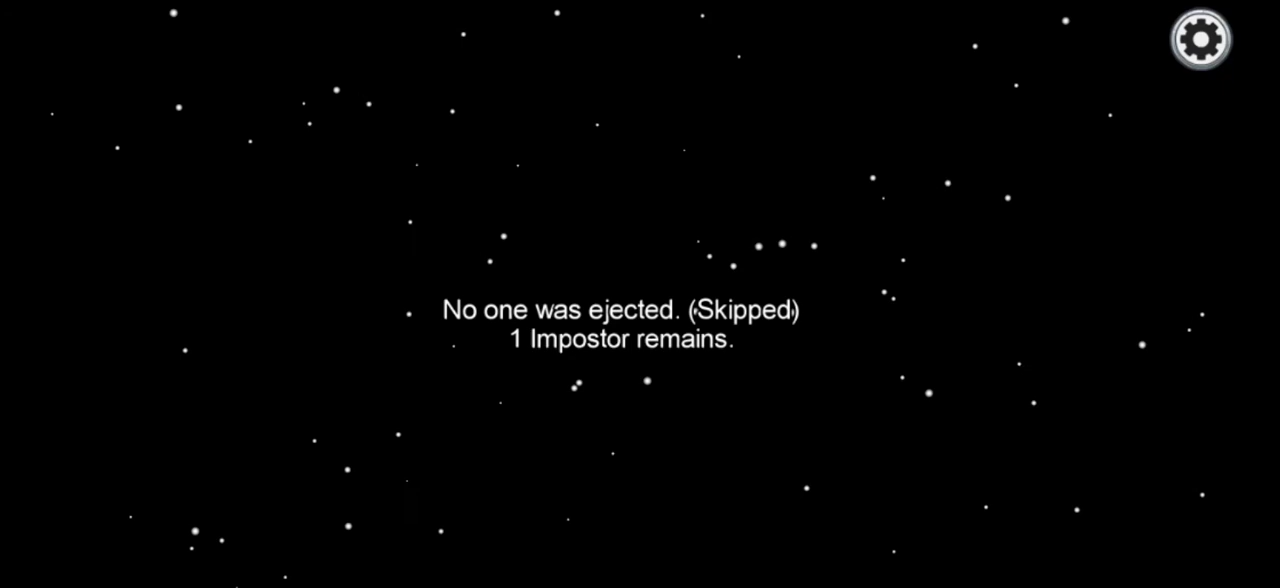 No one was ejected. (Skipped)
1 Impostor remains.